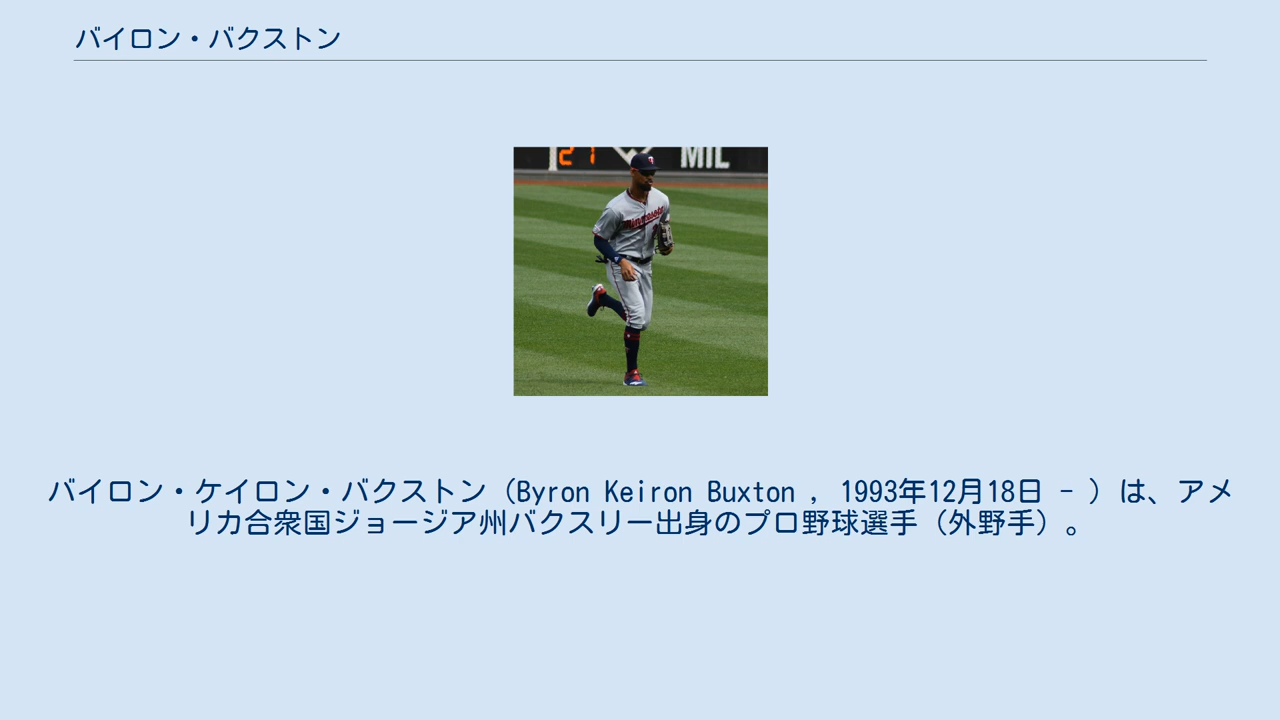 バイロン・バクストン
21
MIL
Minnesota
バイロン・ケイロン・バクストン（Byron Keiron Buxton , 1993年12月18日 - ）は、アメ
リカ合衆国ジョージア州バクスリー出身のプロ野球選手（外野手）。